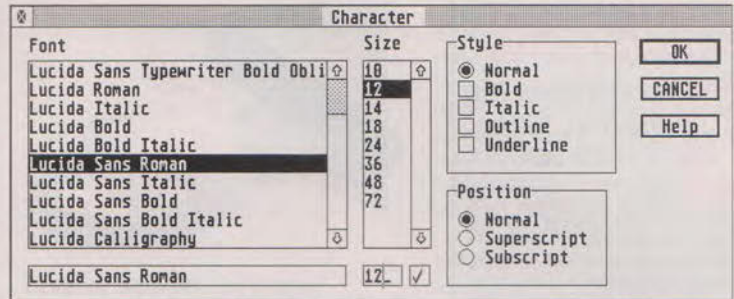 Character
Font
Lucida Sans Typewriter Bold Obli
Lucida Roman
Lucida Italic
Lucida Bold
Lucida Bold Italic
Lucida Sans Roman
Lucida Sans Italic
Lucida Sans Bold
Lucida Sans Bold Italic
Lucida Calligraphy
Lucida Sans Roman
Size
10
12
14
18
24
36
48
72
12_
Style
Normal
Bold
Italic
Outline
Underline
Position
Normal
Superscript
Subscript
OK
CANCEL
Help